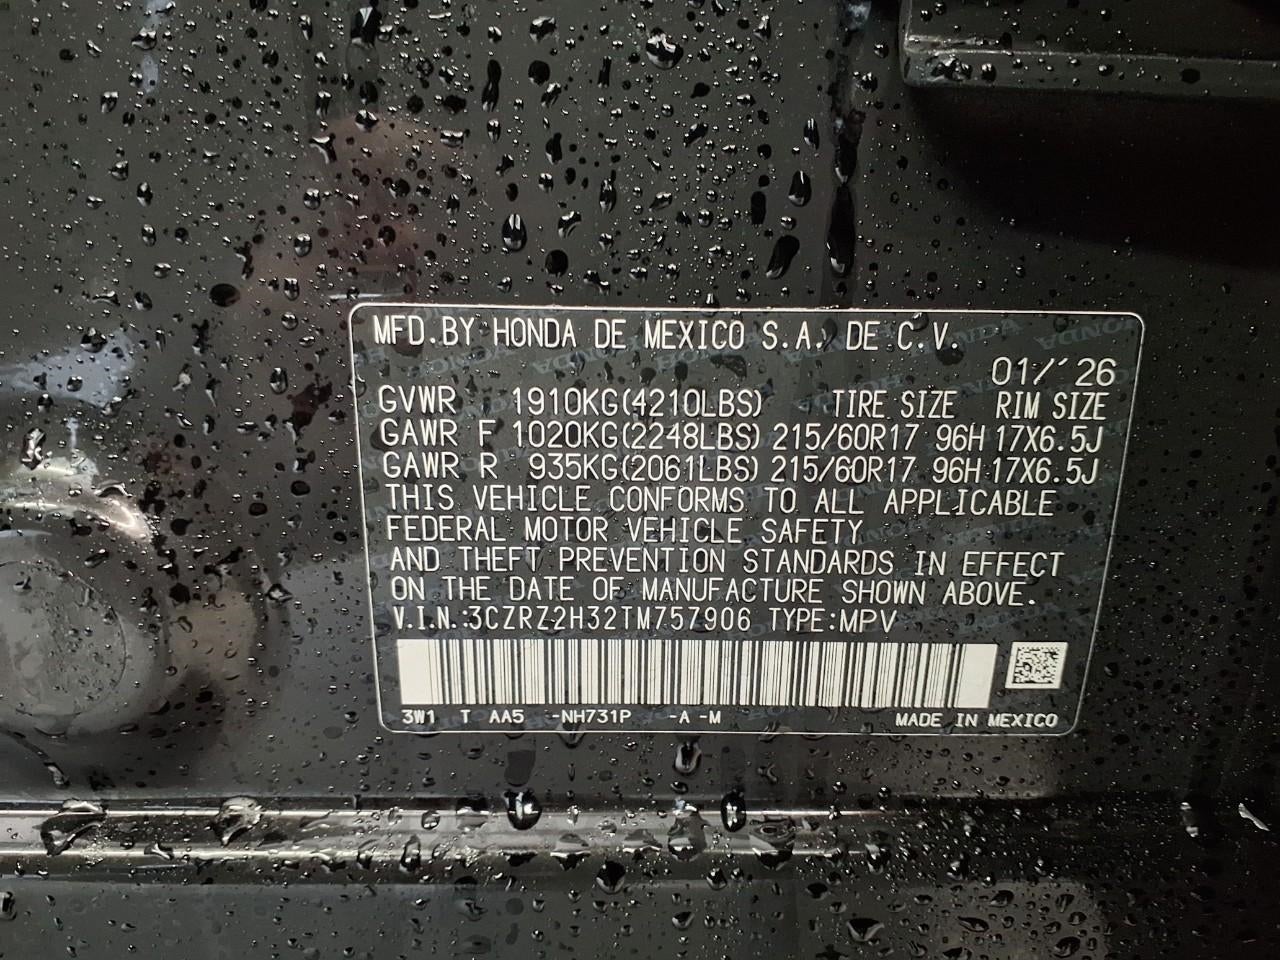 MFD.BY HONDA DE MEXICO S.A. DE C.V.
01/'26
GVWR 1910KG(4210LBS) TIRE SIZE RIM SIZE
GAWR F 1020KG(2248LBS) 215/60R17 96H 17X6.5J
GAWR R 935KG(2061LBS) 215/60R17 96H 17X6.5J
THIS VEHICLE CONFORMS TO ALL APPLICABLE
FEDERAL MOTOR VEHICLE SAFETY
AND THEFT PREVENTION STANDARDS IN EFFECT
ON THE DATE OF MANUFACTURE SHOWN ABOVE.
V.I.N.:3CZRZ2H32TM757906 TYPE:MPV
3W1 T AA5 -NH731P -A -M MADE IN MEXICO